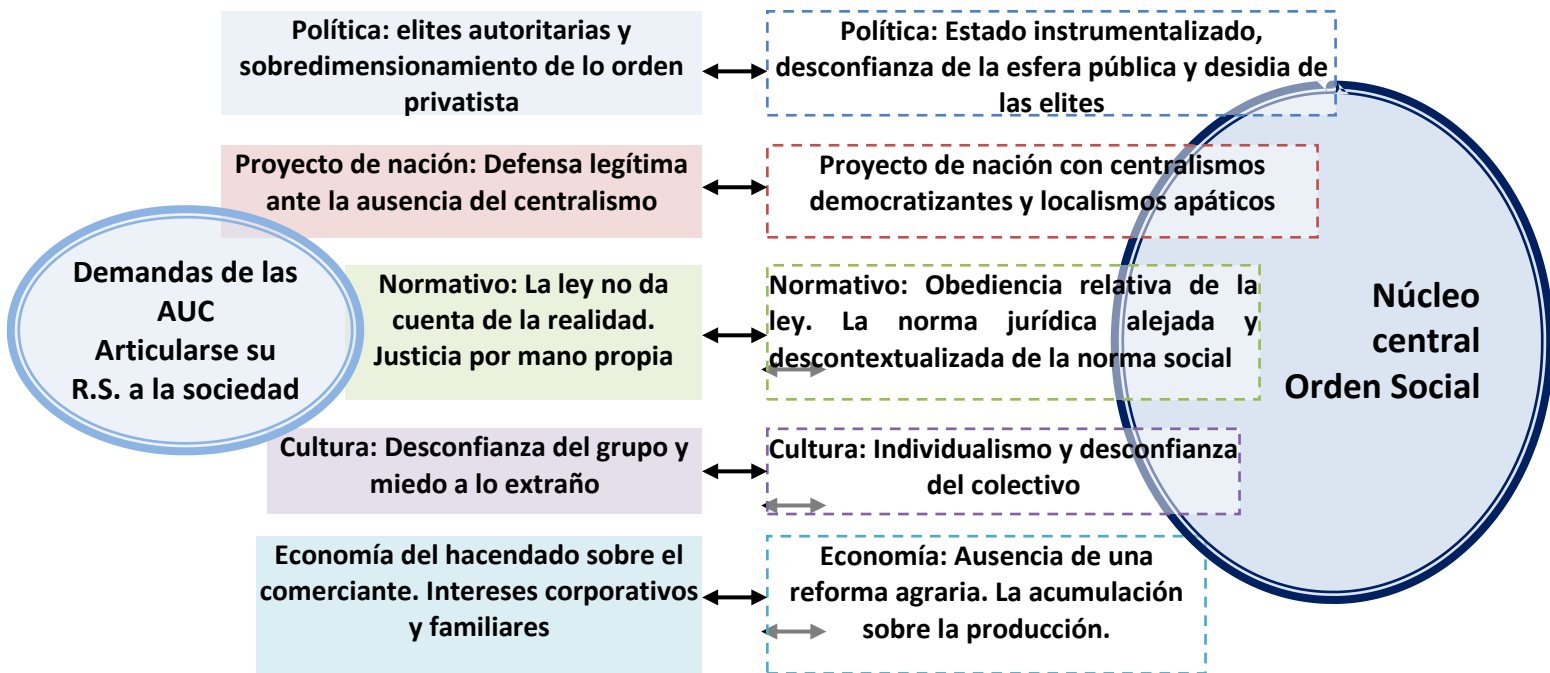 Política: elites autoritarias y
sobredimensionamiento de lo orden
privatista
Política: Estado instrumentalizado,
desconfianza de la esfera pública y desidia de
las elites
Proyecto de nación: Defensa legítima
ante la ausencia del centralismo
Proyecto de nación con centralismos
democratizantes y localismos apáticos
Demandas de las
AUC
Articularse su
R.S. a la sociedad
Normativo: La ley no da
cuenta de la realidad.
Justicia por mano propia
Normativo: Obediencia relativa de la
ley. La norma jurídica alejada y
descontextualizada de la norma social
Núcleo
central
Orden Social
Cultura: Desconfianza del grupo y
miedo a lo extraño
Cultura: Individualismo y desconfianza
del colectivo
Economía del hacendado sobre el
comerciante. Intereses corporativos
y familiares
Economía: Ausencia de una
reforma agraria. La acumulación
sobre la producción.